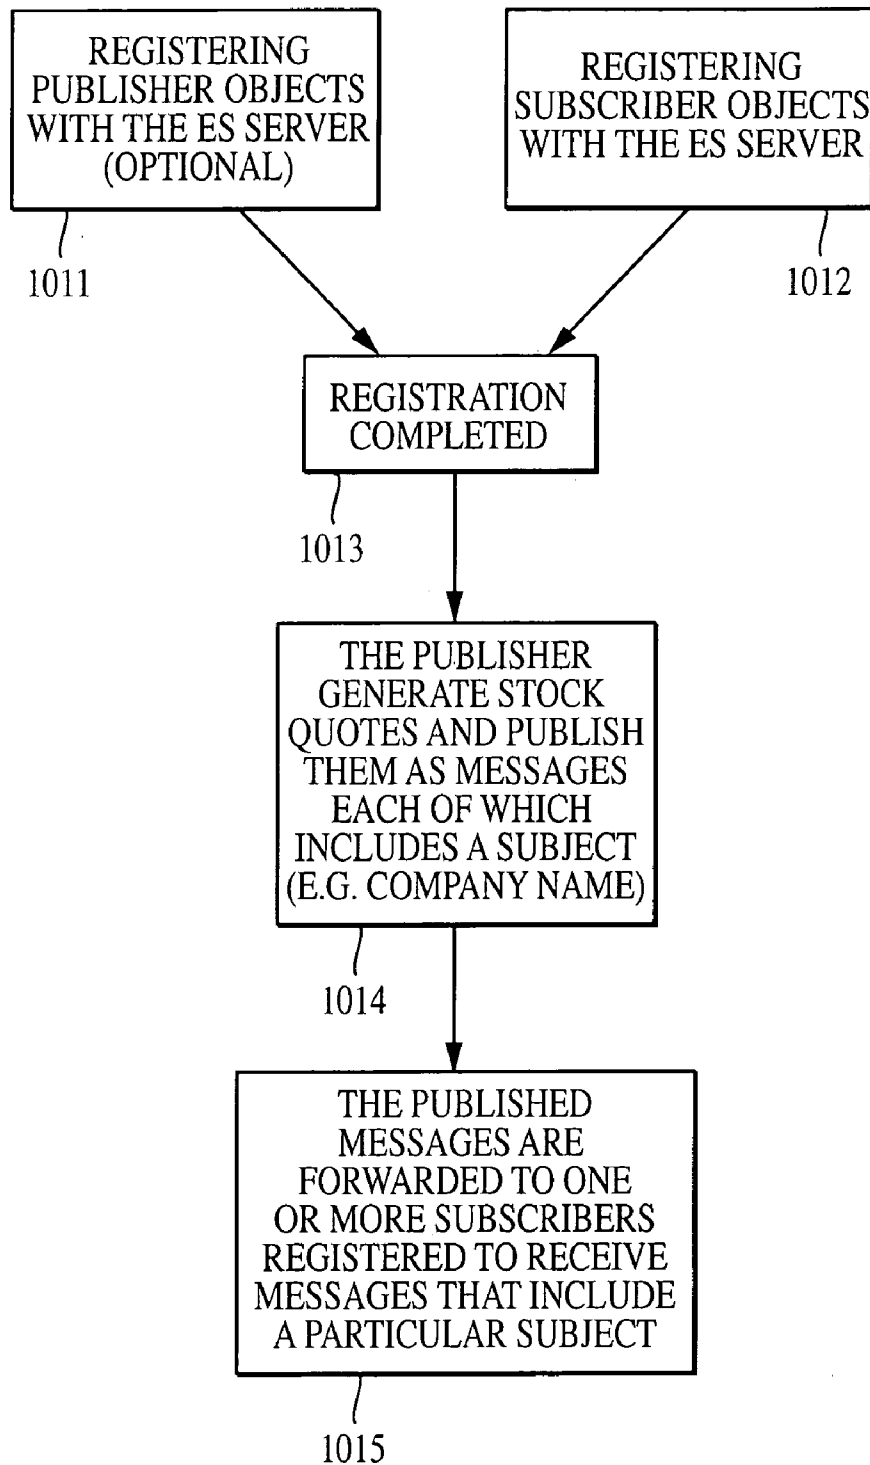 REGISTERING
PUBLISHER OBJECTS
WITH THE ES SERVER
(OPTIONAL)
1011
REGISTERING
SUBSCRIBER OBJECTS
WITH THE ES SERVER
1012
REGISTRATION
COMPLETED
1013
THE PUBLISHER
GENERATE STOCK
QUOTES AND PUBLISH
THEM AS MESSAGES
EACH OF WHICH
INCLUDES A SUBJECT
(E.G. COMPANY NAME)
1014
THE PUBLISHED
MESSAGES ARE
FORWARDED TO ONE
OR MORE SUBSCRIBERS
REGISTERED TO RECEIVE
MESSAGES THAT INCLUDE
A PARTICULAR SUBJECT
1015